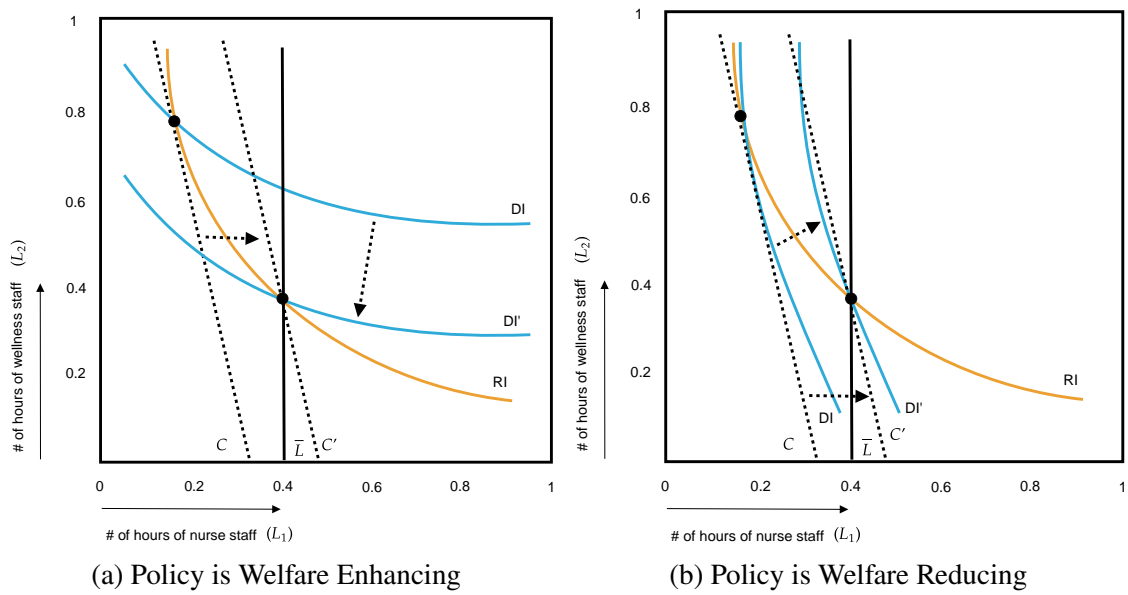 1
0.8
0.6
0.4
0.2
# of hours of wellness staff (L₂)
DI
DI'
RI
C
L̅
C′
0 0.2 0.4 0.6 0.8 1
# of hours of nurse staff (L₁)
(a) Policy is Welfare Enhancing
1
0.8
0.6
0.4
0.2
# of hours of wellness staff (L₂)
RI
DI
DI'
C
L̅
C′
0 0.2 0.4 0.6 0.8 1
# of hours of nurse staff (L₁)
(b) Policy is Welfare Reducing